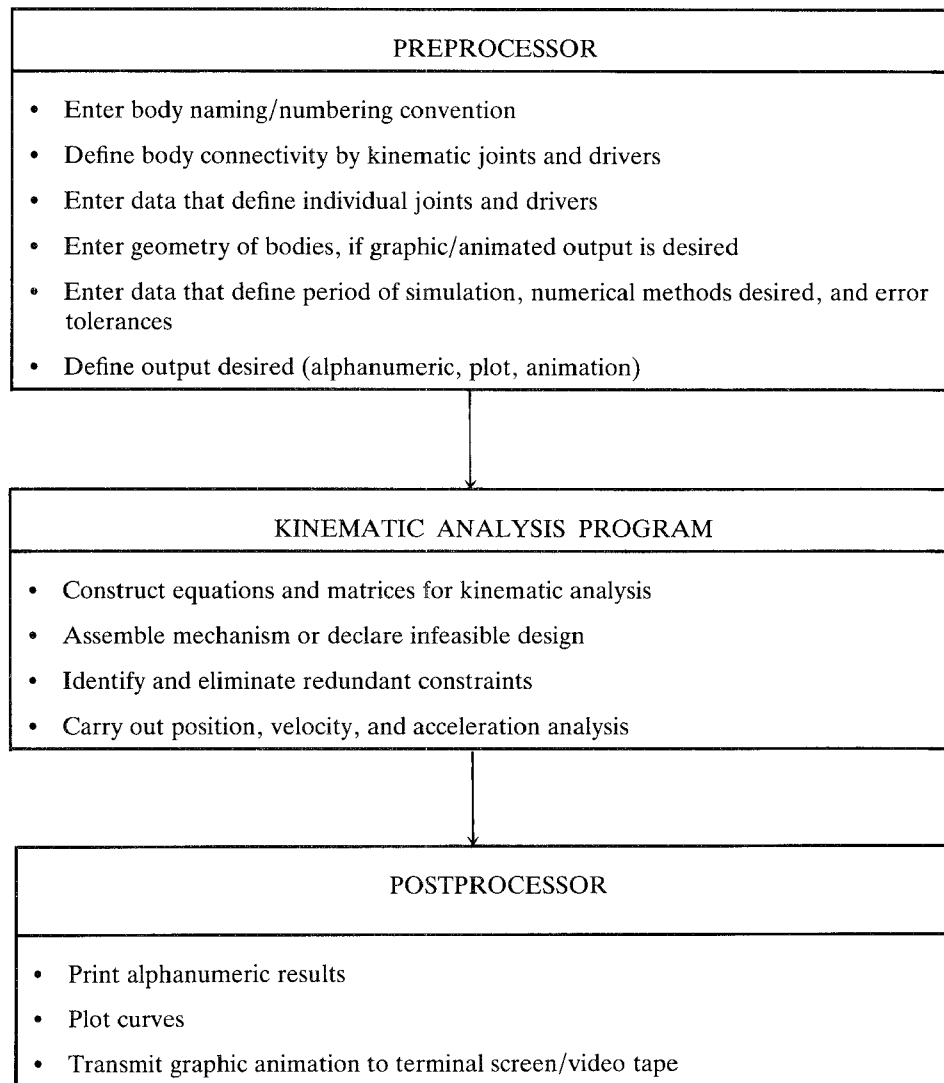 PREPROCESSOR
• Enter body naming/numbering convention
• Define body connectivity by kinematic joints and drivers
• Enter data that define individual joints and drivers
• Enter geometry of bodies, if graphic/animated output is desired
• Enter data that define period of simulation, numerical methods desired, and error
tolerances
• Define output desired (alphanumeric, plot, animation)
KINEMATIC ANALYSIS PROGRAM
• Construct equations and matrices for kinematic analysis
• Assemble mechanism or declare infeasible design
• Identify and eliminate redundant constraints
• Carry out position, velocity, and acceleration analysis
POSTPROCESSOR
• Print alphanumeric results
• Plot curves
• Transmit graphic animation to terminal screen/video tape